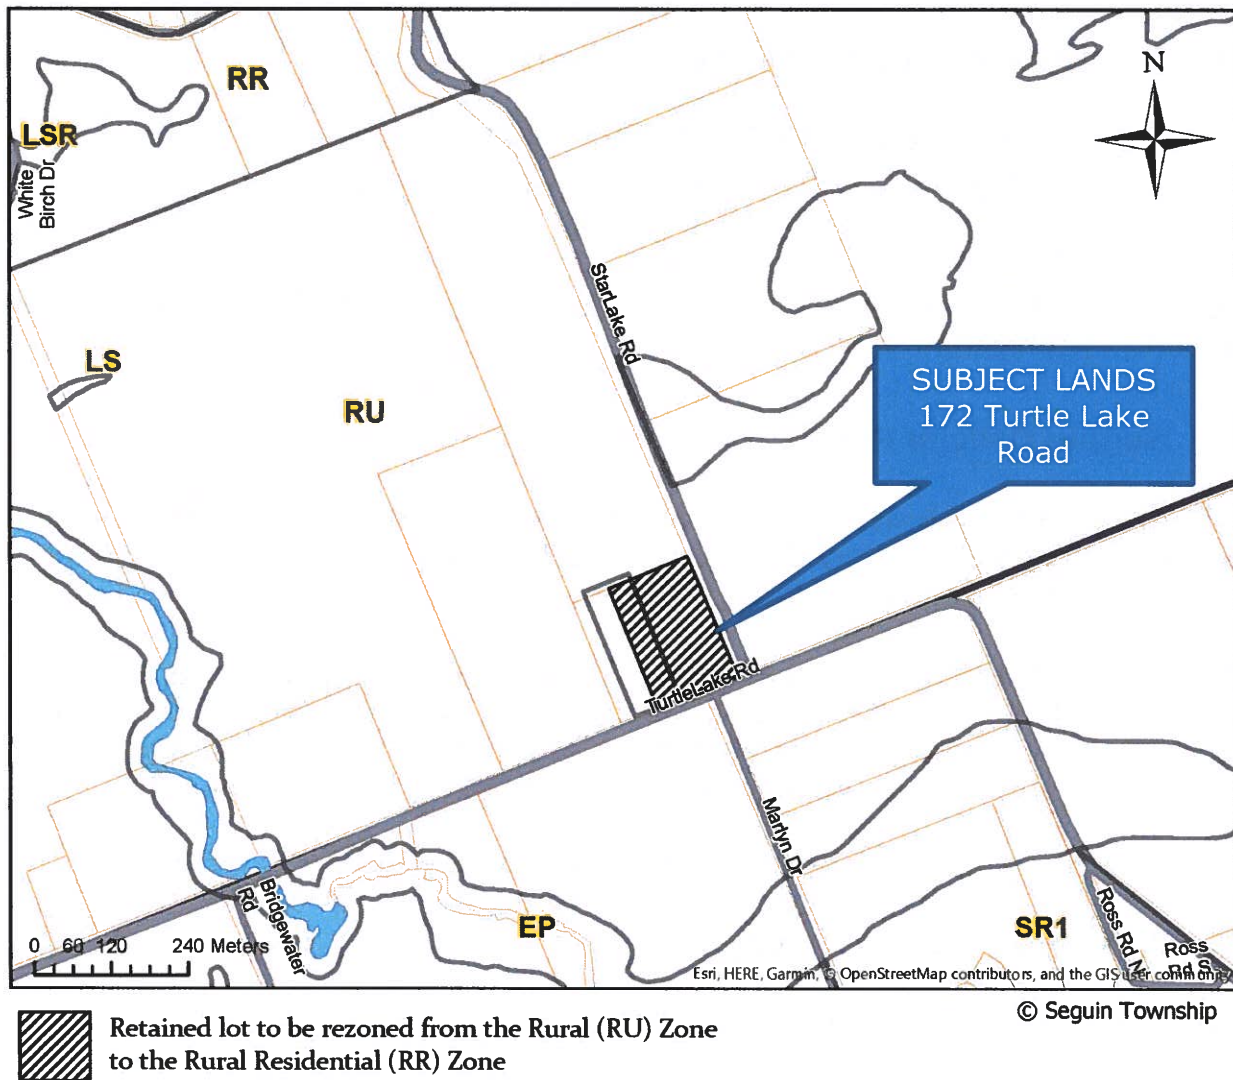 RR
N
LSR
White
Birch Dr
StarLake Rd
LS
SUBJECT LANDS
172 Turtle Lake
Road
RU
TurtleLake Rd
Marlyn Dr
Bridgewater
Rd
EP
SR1
Ross Rd N
Ross
Rd S
0 60 120 240 Meters
Esri, HERE, Garmin, © OpenStreetMap contributors, and the GIS user community
© Seguin Township
Retained lot to be rezoned from the Rural (RU) Zone
to the Rural Residential (RR) Zone